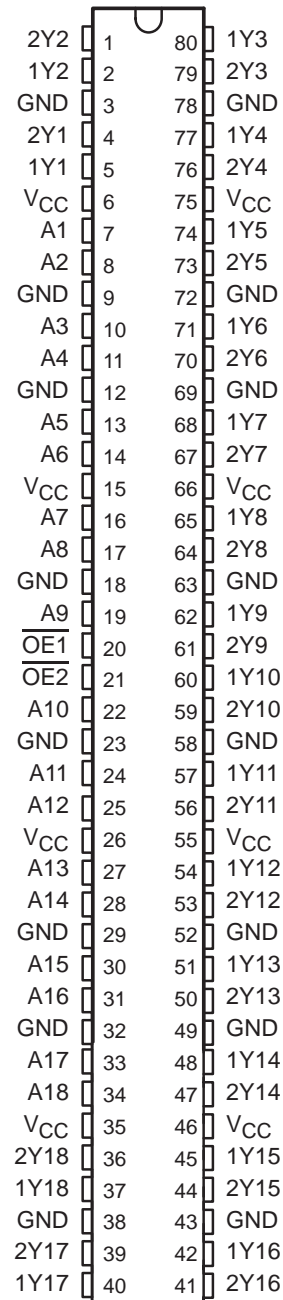 2Y2 1 80 1Y3
1Y2 2 79 2Y3
GND 3 78 GND
2Y1 4 77 1Y4
1Y1 5 76 2Y4
VCC 6 75 VCC
A1 7 74 1Y5
A2 8 73 2Y5
GND 9 72 GND
A3 10 71 1Y6
A4 11 70 2Y6
GND 12 69 GND
A5 13 68 1Y7
A6 14 67 2Y7
VCC 15 66 VCC
A7 16 65 1Y8
A8 17 64 2Y8
GND 18 63 GND
A9 19 62 1Y9
OE1 20 61 2Y9
OE2 21 60 1Y10
A10 22 59 2Y10
GND 23 58 GND
A11 24 57 1Y11
A12 25 56 2Y11
VCC 26 55 VCC
A13 27 54 1Y12
A14 28 53 2Y12
GND 29 52 GND
A15 30 51 1Y13
A16 31 50 2Y13
GND 32 49 GND
A17 33 48 1Y14
A18 34 47 2Y14
VCC 35 46 VCC
2Y18 36 45 1Y15
1Y18 37 44 2Y15
GND 38 43 GND
2Y17 39 42 1Y16
1Y17 40 41 2Y16